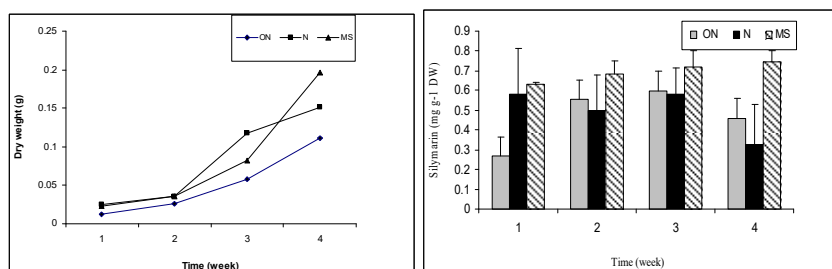 ON N MS
Dry weight (g)
0.25
0.2
0.15
0.1
0.05
0
1 2 3 4
Time (week)
ON N MS
Silymarin (mg g-1 DW)
0.9
0.8
0.7
0.6
0.5
0.4
0.3
0.2
0.1
0
1 2 3 4
Time (week)